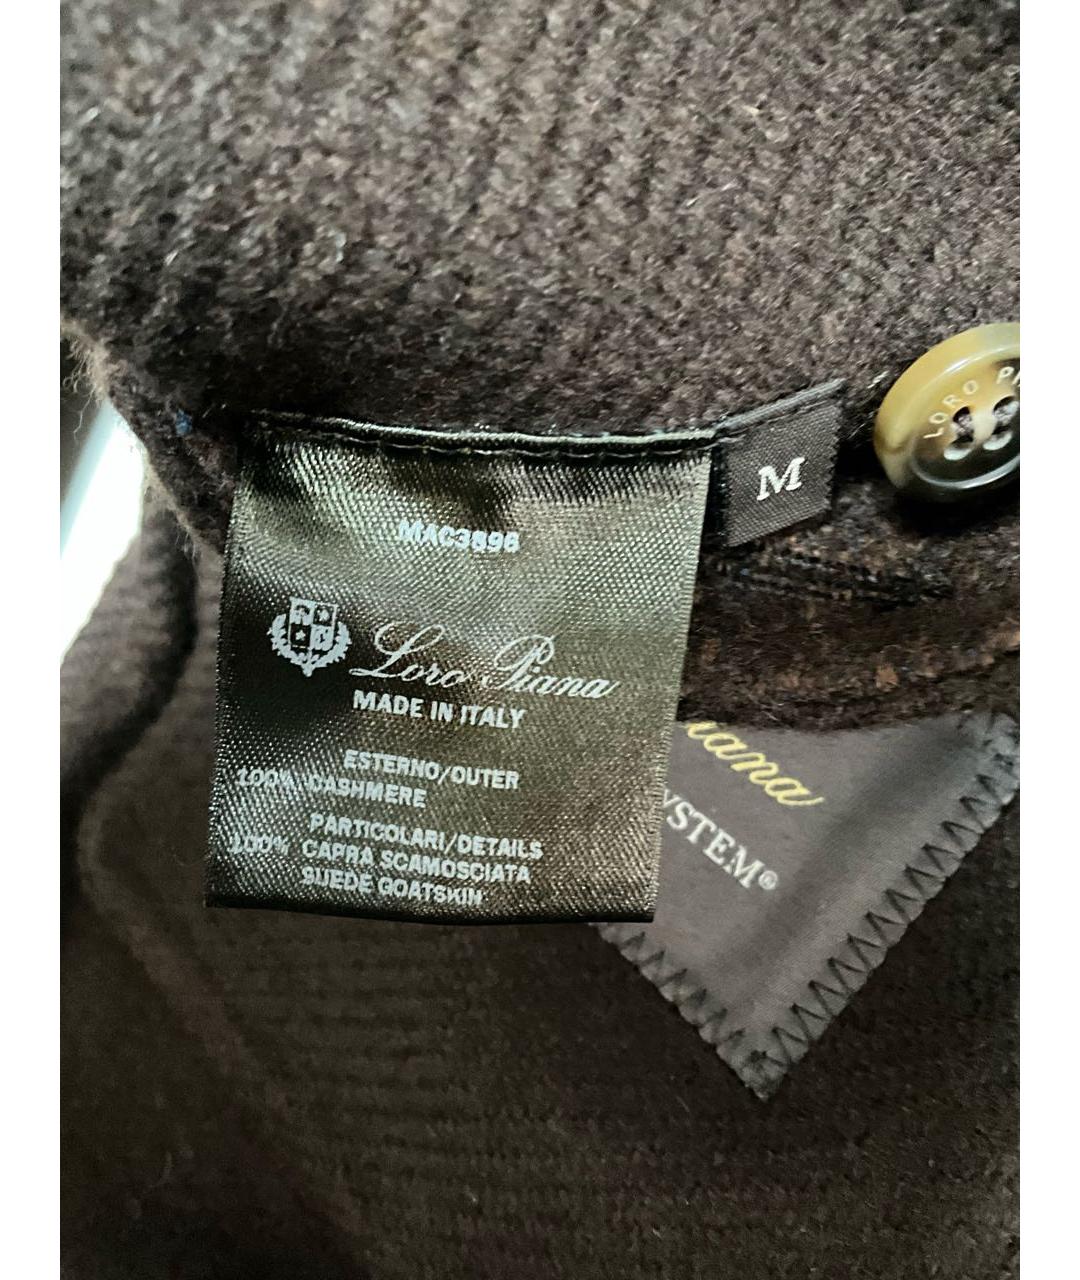 MAC3896
Loro Piana
MADE IN ITALY
ESTERNO/OUTER
100% CASHMERE
PARTICOLARI/DETAILS
100% CAPRA SCAMOSCIATA
SUEDE GOATSKIN
M
LORO PI
iana
YSTEM®